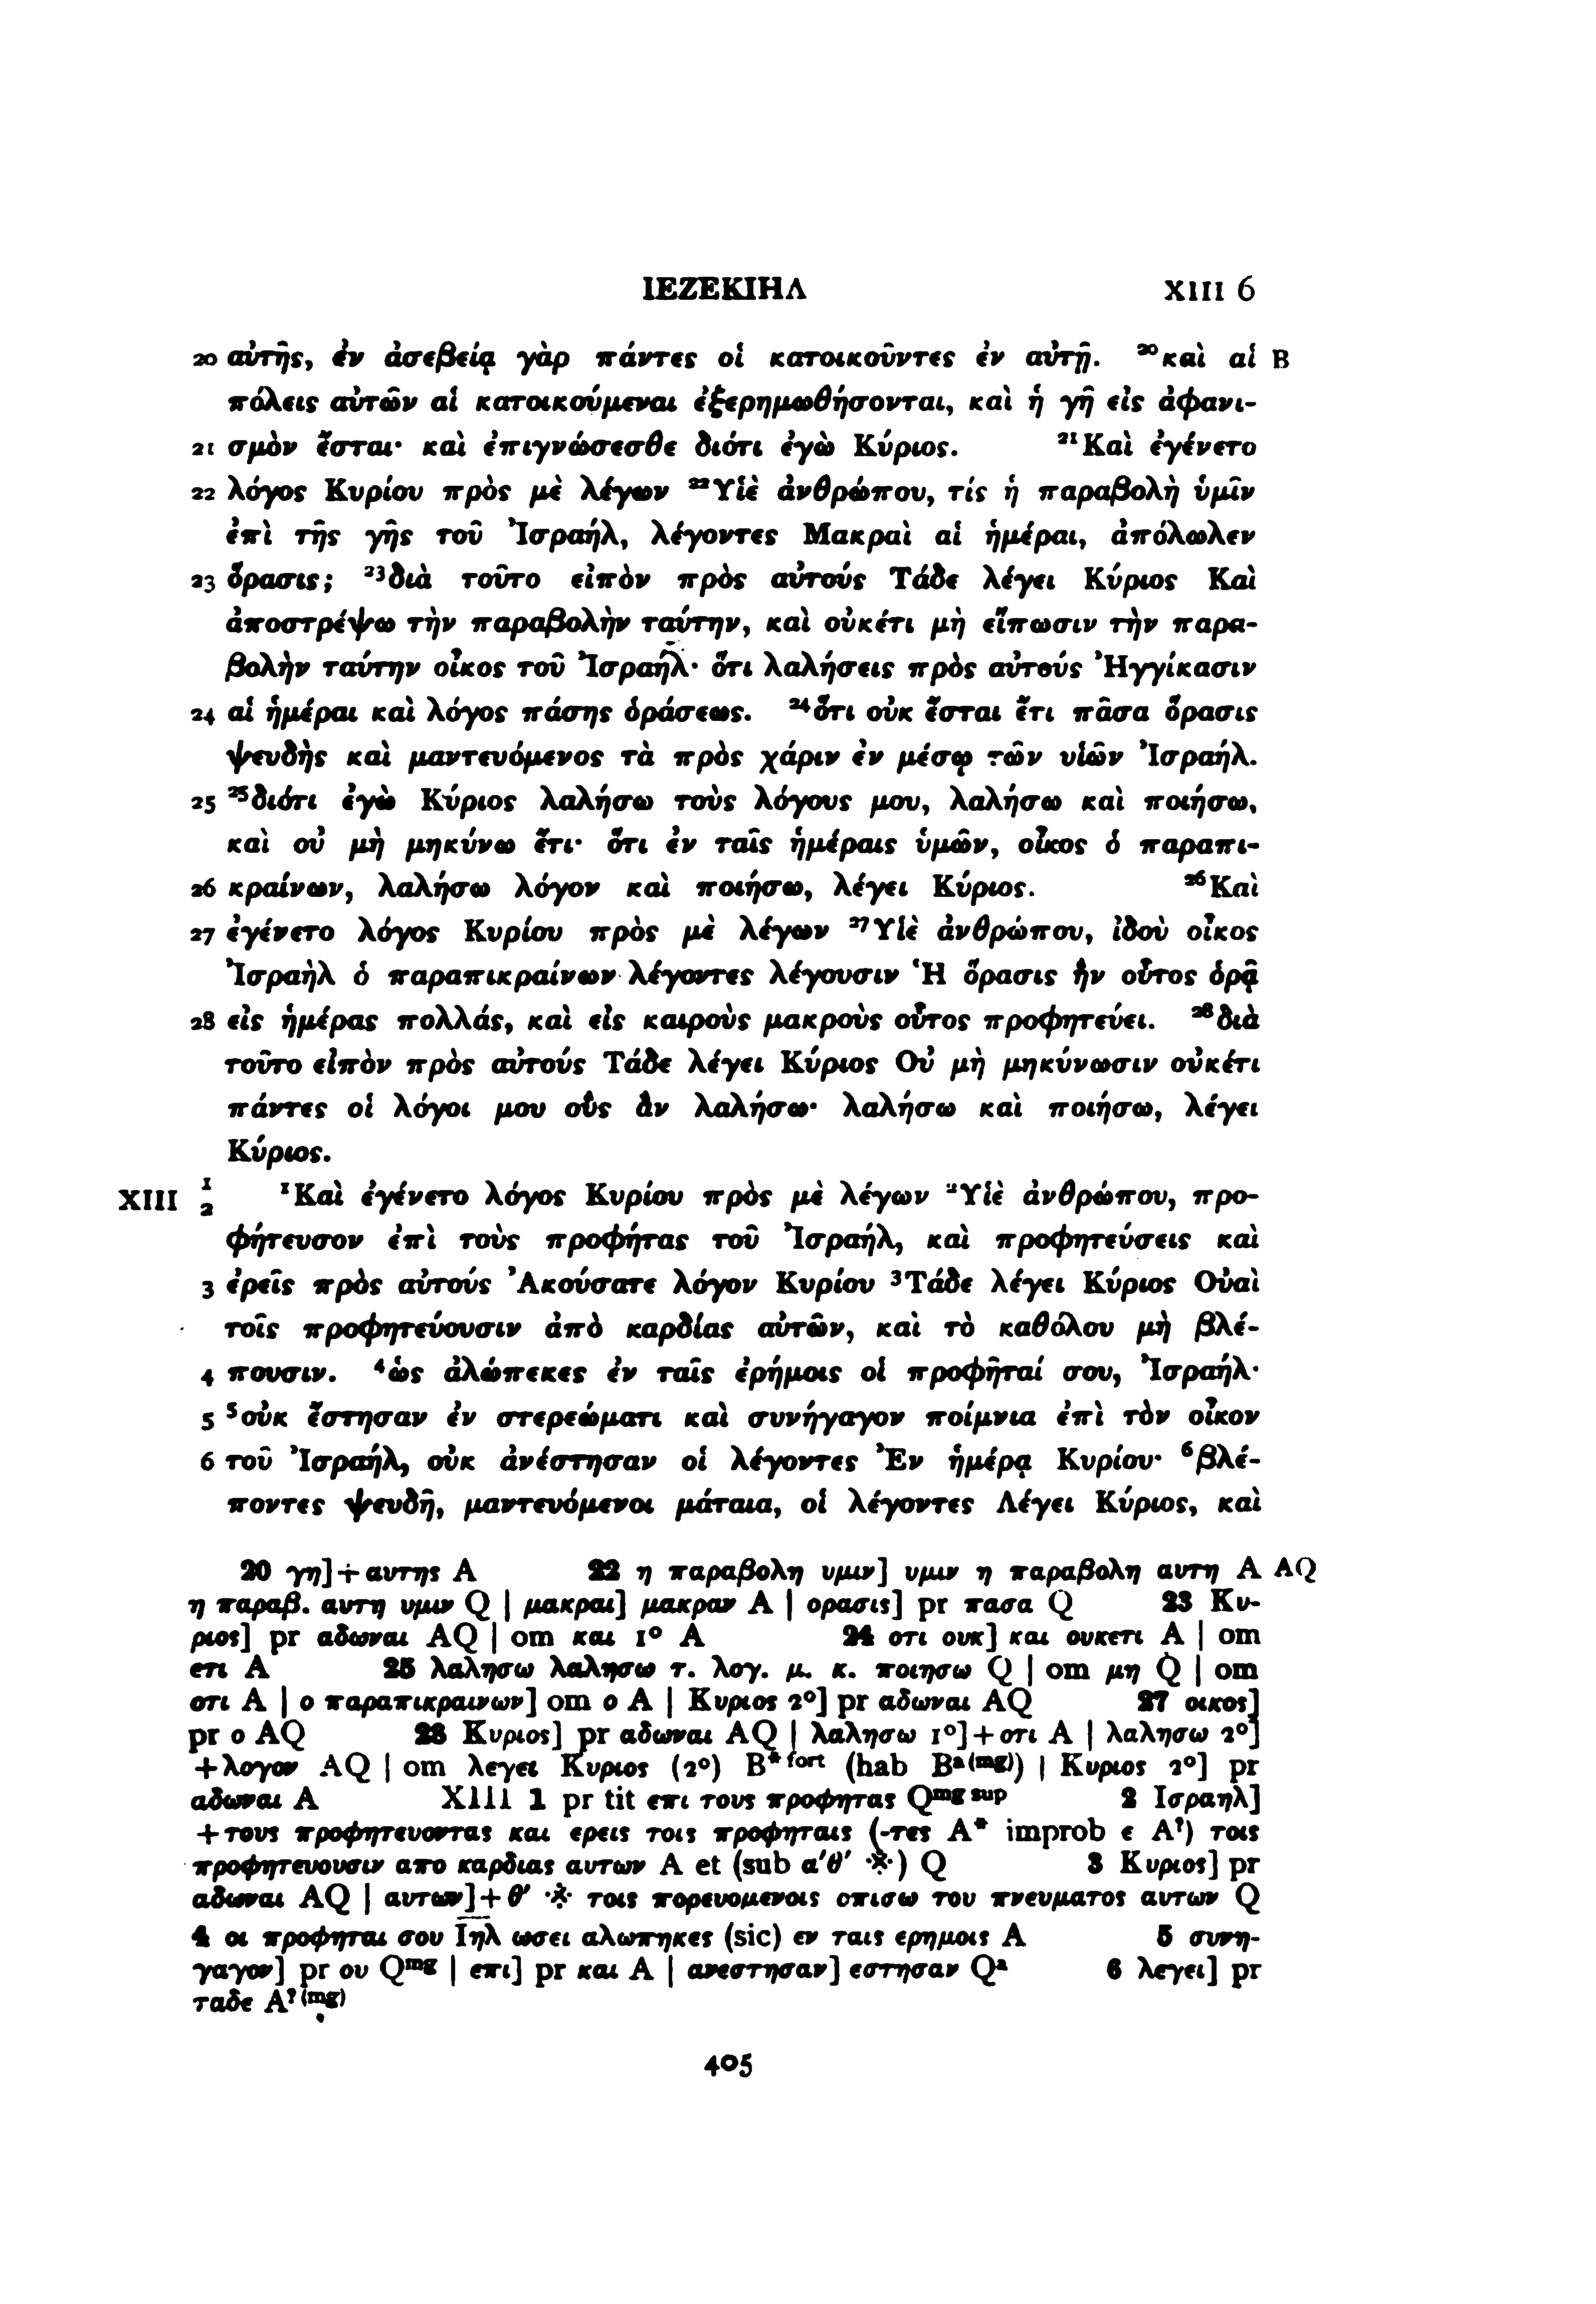 ΙΕΖΕΚΙΗΛ XIII 6
20 αὐτῆς, ἐν ἀσεβείᾳ γὰρ πάντες οἱ κατοικοῦντες ἐν αὐτῇ. ²⁰καὶ αἱ B
πόλεις αὐτῶν αἱ κατοικούμεναι ἐξερημωθήσονται, καὶ ἡ γῆ εἰς ἀφανι-
21 σμὸν ἔσται· καὶ ἐπιγνώσεσθε διότι ἐγὼ Κύριος. ²¹Καὶ ἐγένετο
22 λόγος Κυρίου πρὸς μὲ λέγων ²²Υἱὲ ἀνθρώπου, τίς ἡ παραβολὴ ὑμῖν
ἐπὶ τῆς γῆς τοῦ Ἰσραήλ, λέγοντες Μακραὶ αἱ ἡμέραι, ἀπόλωλεν
23 ὅρασις; ²³διὰ τοῦτο εἰπὸν πρὸς αὐτούς Τάδε λέγει Κύριος Καὶ
ἀποστρέψω τὴν παραβολὴν ταύτην, καὶ οὐκέτι μὴ εἴπωσιν τὴν παρα-
βολὴν ταύτην οἶκος τοῦ Ἰσραήλ· ὅτι λαλήσεις πρὸς αὐτούς Ἠγγίκασιν
24 αἱ ἡμέραι καὶ λόγος πάσης ὁράσεως. ²⁴ὅτι οὐκ ἔσται ἔτι πᾶσα ὅρασις
ψευδὴς καὶ μαντευόμενος τὰ πρὸς χάριν ἐν μέσῳ τῶν υἱῶν Ἰσραήλ.
25 ²⁵διότι ἐγὼ Κύριος λαλήσω τοὺς λόγους μου, λαλήσω καὶ ποιήσω,
καὶ οὐ μὴ μηκύνω ἔτι· ὅτι ἐν ταῖς ἡμέραις ὑμῶν, οἶκος ὁ παραπι-
26 κραίνων, λαλήσω λόγον καὶ ποιήσω, λέγει Κύριος. ²⁶Καὶ
27 ἐγένετο λόγος Κυρίου πρὸς μὲ λέγων ²⁷Υἱὲ ἀνθρώπου, ἰδοὺ οἶκος
Ἰσραὴλ ὁ παραπικραίνων λέγοντες λέγουσιν Ἡ ὅρασις ἣν οὗτος ὁρᾷ
28 εἰς ἡμέρας πολλάς, καὶ εἰς καιροὺς μακροὺς οὗτος προφητεύει. ²⁸διὰ
τοῦτο εἰπὸν πρὸς αὐτούς Τάδε λέγει Κύριος Οὐ μὴ μηκύνωσιν οὐκέτι
πάντες οἱ λόγοι μου οὓς ἂν λαλήσω· λαλήσω καὶ ποιήσω, λέγει
Κύριος.
XIII 1 2 ¹Καὶ ἐγένετο λόγος Κυρίου πρὸς μὲ λέγων ²Υἱὲ ἀνθρώπου, προ-
φήτευσον ἐπὶ τοὺς προφήτας τοῦ Ἰσραήλ, καὶ προφητεύσεις καὶ
3 ἐρεῖς πρὸς αὐτούς Ἀκούσατε λόγον Κυρίου ³Τάδε λέγει Κύριος Οὐαὶ
τοῖς προφητεύουσιν ἀπὸ καρδίας αὐτῶν, καὶ τὸ καθόλου μὴ βλέ-
4 πουσιν. ⁴ὡς ἀλώπεκες ἐν ταῖς ἐρήμοις οἱ προφῆταί σου, Ἰσραήλ·
5 ⁵οὐκ ἔστησαν ἐν στερεώματι καὶ συνήγαγον ποίμνια ἐπὶ τὸν οἶκον
6 τοῦ Ἰσραήλ, οὐκ ἀνέστησαν οἱ λέγοντες Ἐν ἡμέρᾳ Κυρίου· ⁶βλέ-
ποντες ψευδῆ, μαντευόμενοι μάταια, οἱ λέγοντες Λέγει Κύριος, καὶ
20 γη]+αυτης A 22 η παραβολη υμιν] υμιν η παραβολη αυτη A AQ
η παραβ. αυτη υμιν Q | μακραι] μακραν A | ορασις] pr πασα Q 23 Κυ-
ριος] pr αδωναι AQ | om και 1º A 24 οτι ουκ] και ουκετι A | om
ετι A 25 λαλησω λαλησω τ. λογ. μ. κ. ποιησω Q | om μη Q | om
οτι A | ο παραπικραινων] om ο A | Κυριος 2º] pr αδωναι AQ 27 οικος]
pr ο AQ 28 Κυριος] pr αδωναι AQ | λαλησω 1º]+οτι A | λαλησω 2º]
+λογον AQ | om λεγει Κυριος (2º) B* fort (hab Bᵃ⁽ᵐᵍ⁾) | Κυριος 2º] pr
αδωναι A XIII 1 pr tit επι τους προφητας Qᵐᵍ ˢᵘᵖ 2 Ισραηλ]
+τους προφητευοντας και ερεις τοις προφηταις (-τες A* improb ε A?) τοις
προφητευουσιν απο καρδιας αυτων A et (sub α′θ′ ※) Q 3 Κυριος] pr
αδωναι AQ | αυτων]+θ′ ※ τοις πορευομενοις οπισω του πνευματος αυτων Q
4 οι προφηται σου Ιηλ ωσει αλωπηκες (sic) εν ταις ερημοις A 5 συνη-
γαγον] pr ου Qᵐᵍ | επι] pr και A | ανεστησαν] εστησαν Qᵃ 6 λεγει] pr
ταδε A?⁽ᵐᵍ⁾
405